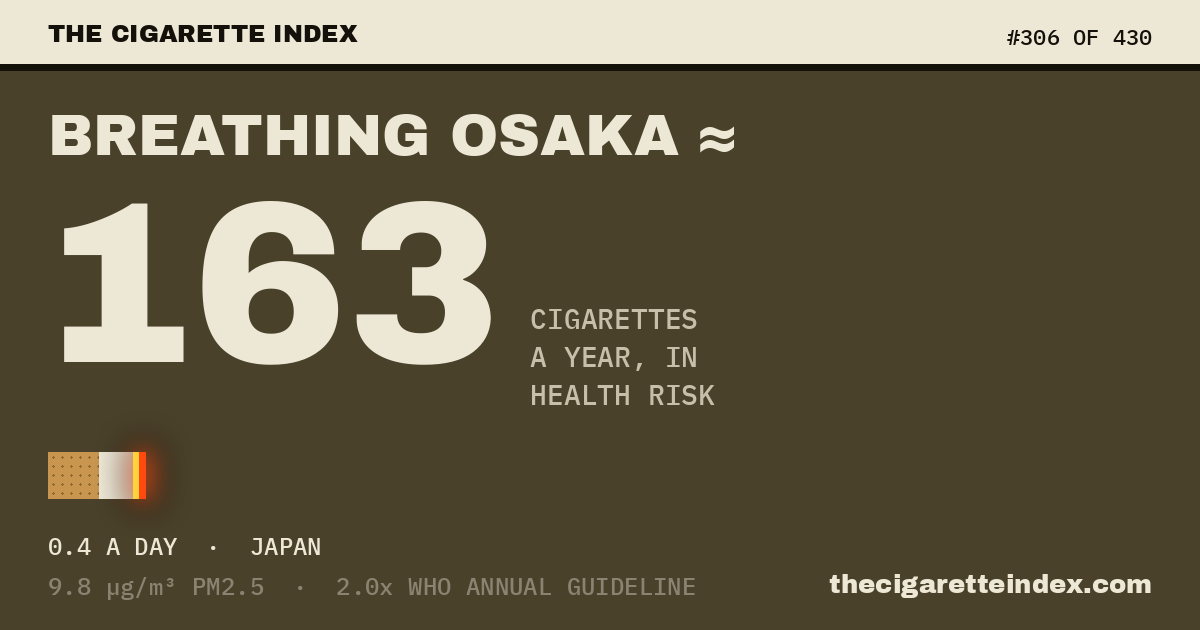 THE CIGARETTE INDEX
#306 OF 430
BREATHING OSAKA ≈
163
CIGARETTES
A YEAR, IN
HEALTH RISK
0.4 A DAY · JAPAN
9.8 µg/m³ PM2.5 · 2.0x WHO ANNUAL GUIDELINE
thecigaretteindex.com